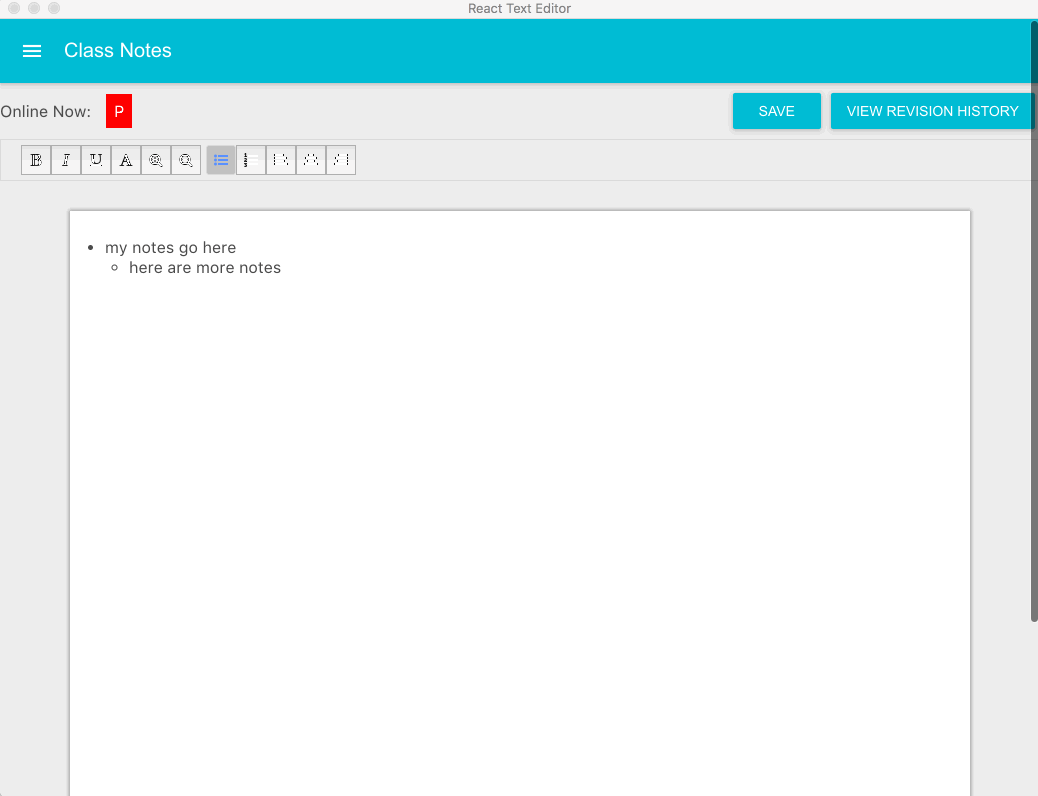 React Text Editor
Class Notes
Online Now: P SAVE VIEW REVISION HISTORY
B I U A
my notes go here
here are more notes